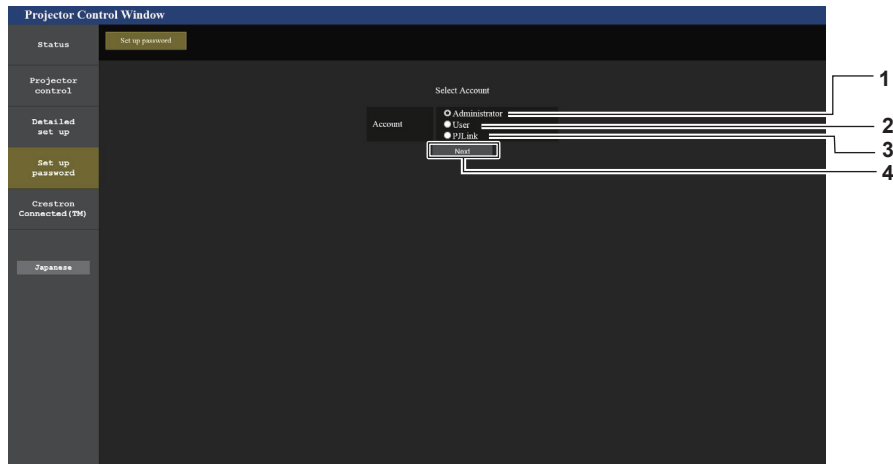 Projector Control Window
Status
Set up password
Projector
control
Detailed
set up
Set up
password
Crestron
Connected(TM)
Japanese
Select Account
Account
Administrator
User
PJLink
Next
1
2
3
4